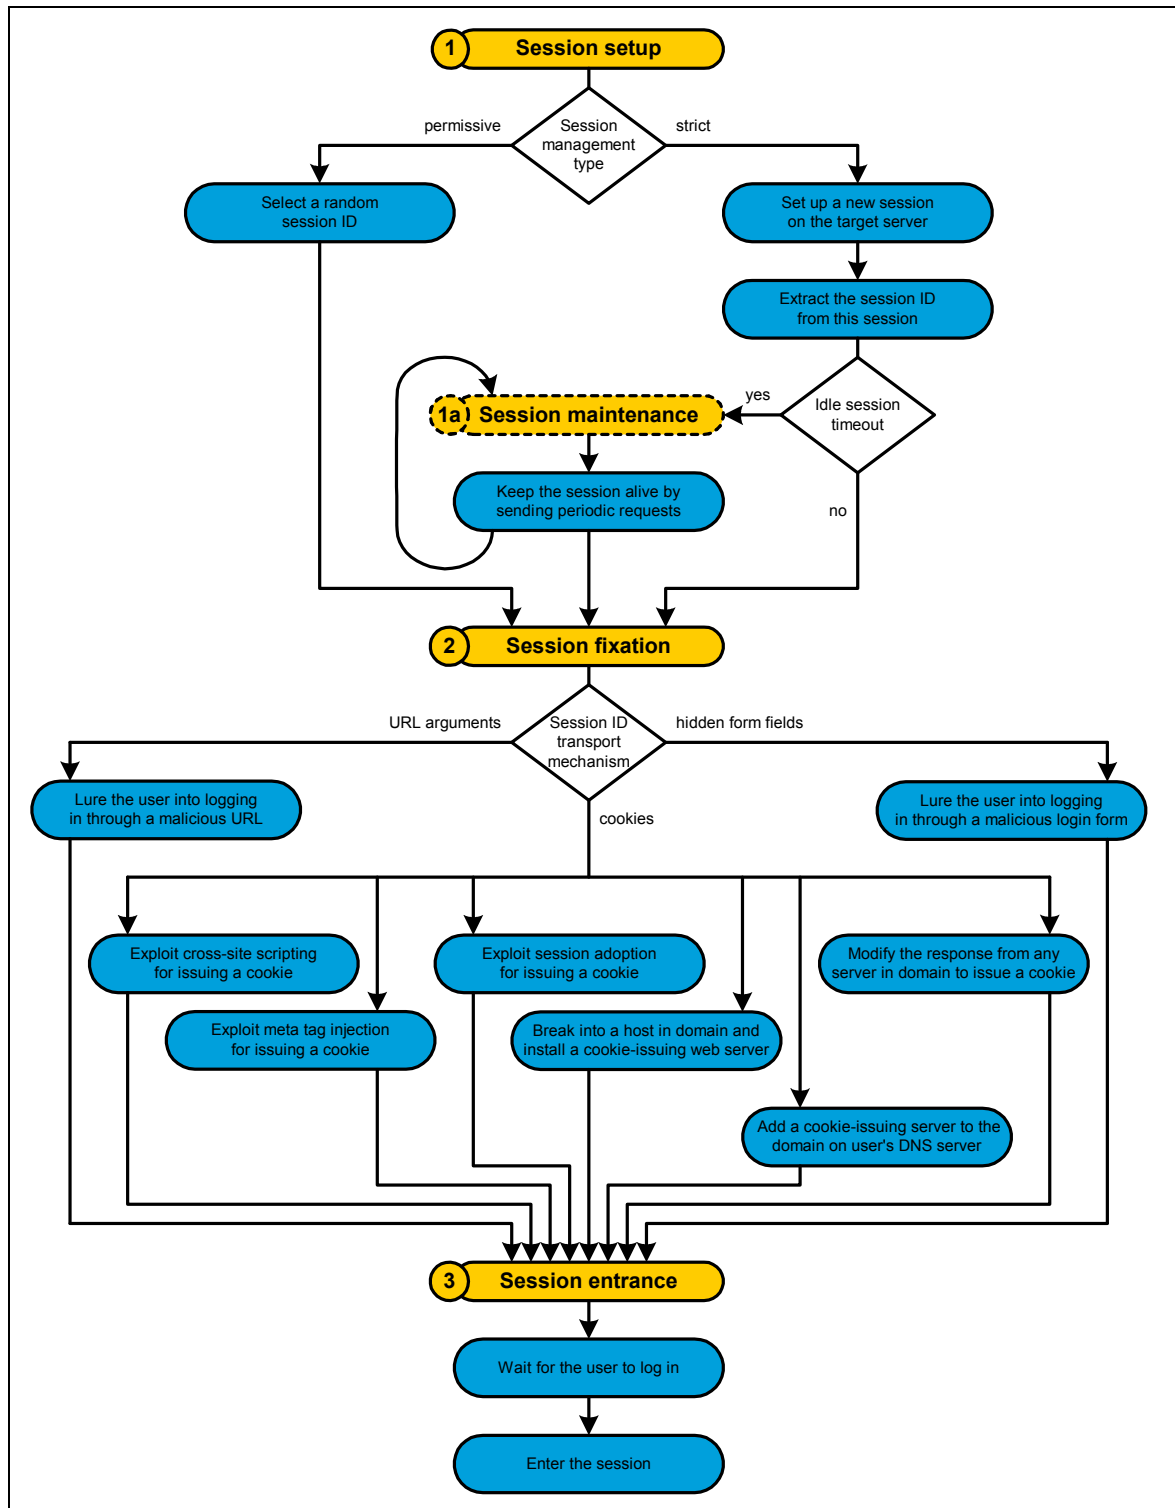 1 Session setup
permissive
Session
management
type
strict
Select a random
session ID
Set up a new session
on the target server
Extract the session ID
from this session
1a Session maintenance
yes
Idle session
timeout
Keep the session alive by
sending periodic requests
no
2 Session fixation
URL arguments
Session ID
transport
mechanism
hidden form fields
Lure the user into logging
in through a malicious URL
cookies
Lure the user into logging
in through a malicious login form
Exploit cross-site scripting
for issuing a cookie
Exploit session adoption
for issuing a cookie
Modify the response from any
server in domain to issue a cookie
Exploit meta tag injection
for issuing a cookie
Break into a host in domain and
install a cookie-issuing web server
Add a cookie-issuing server to the
domain on user's DNS server
3 Session entrance
Wait for the user to log in
Enter the session